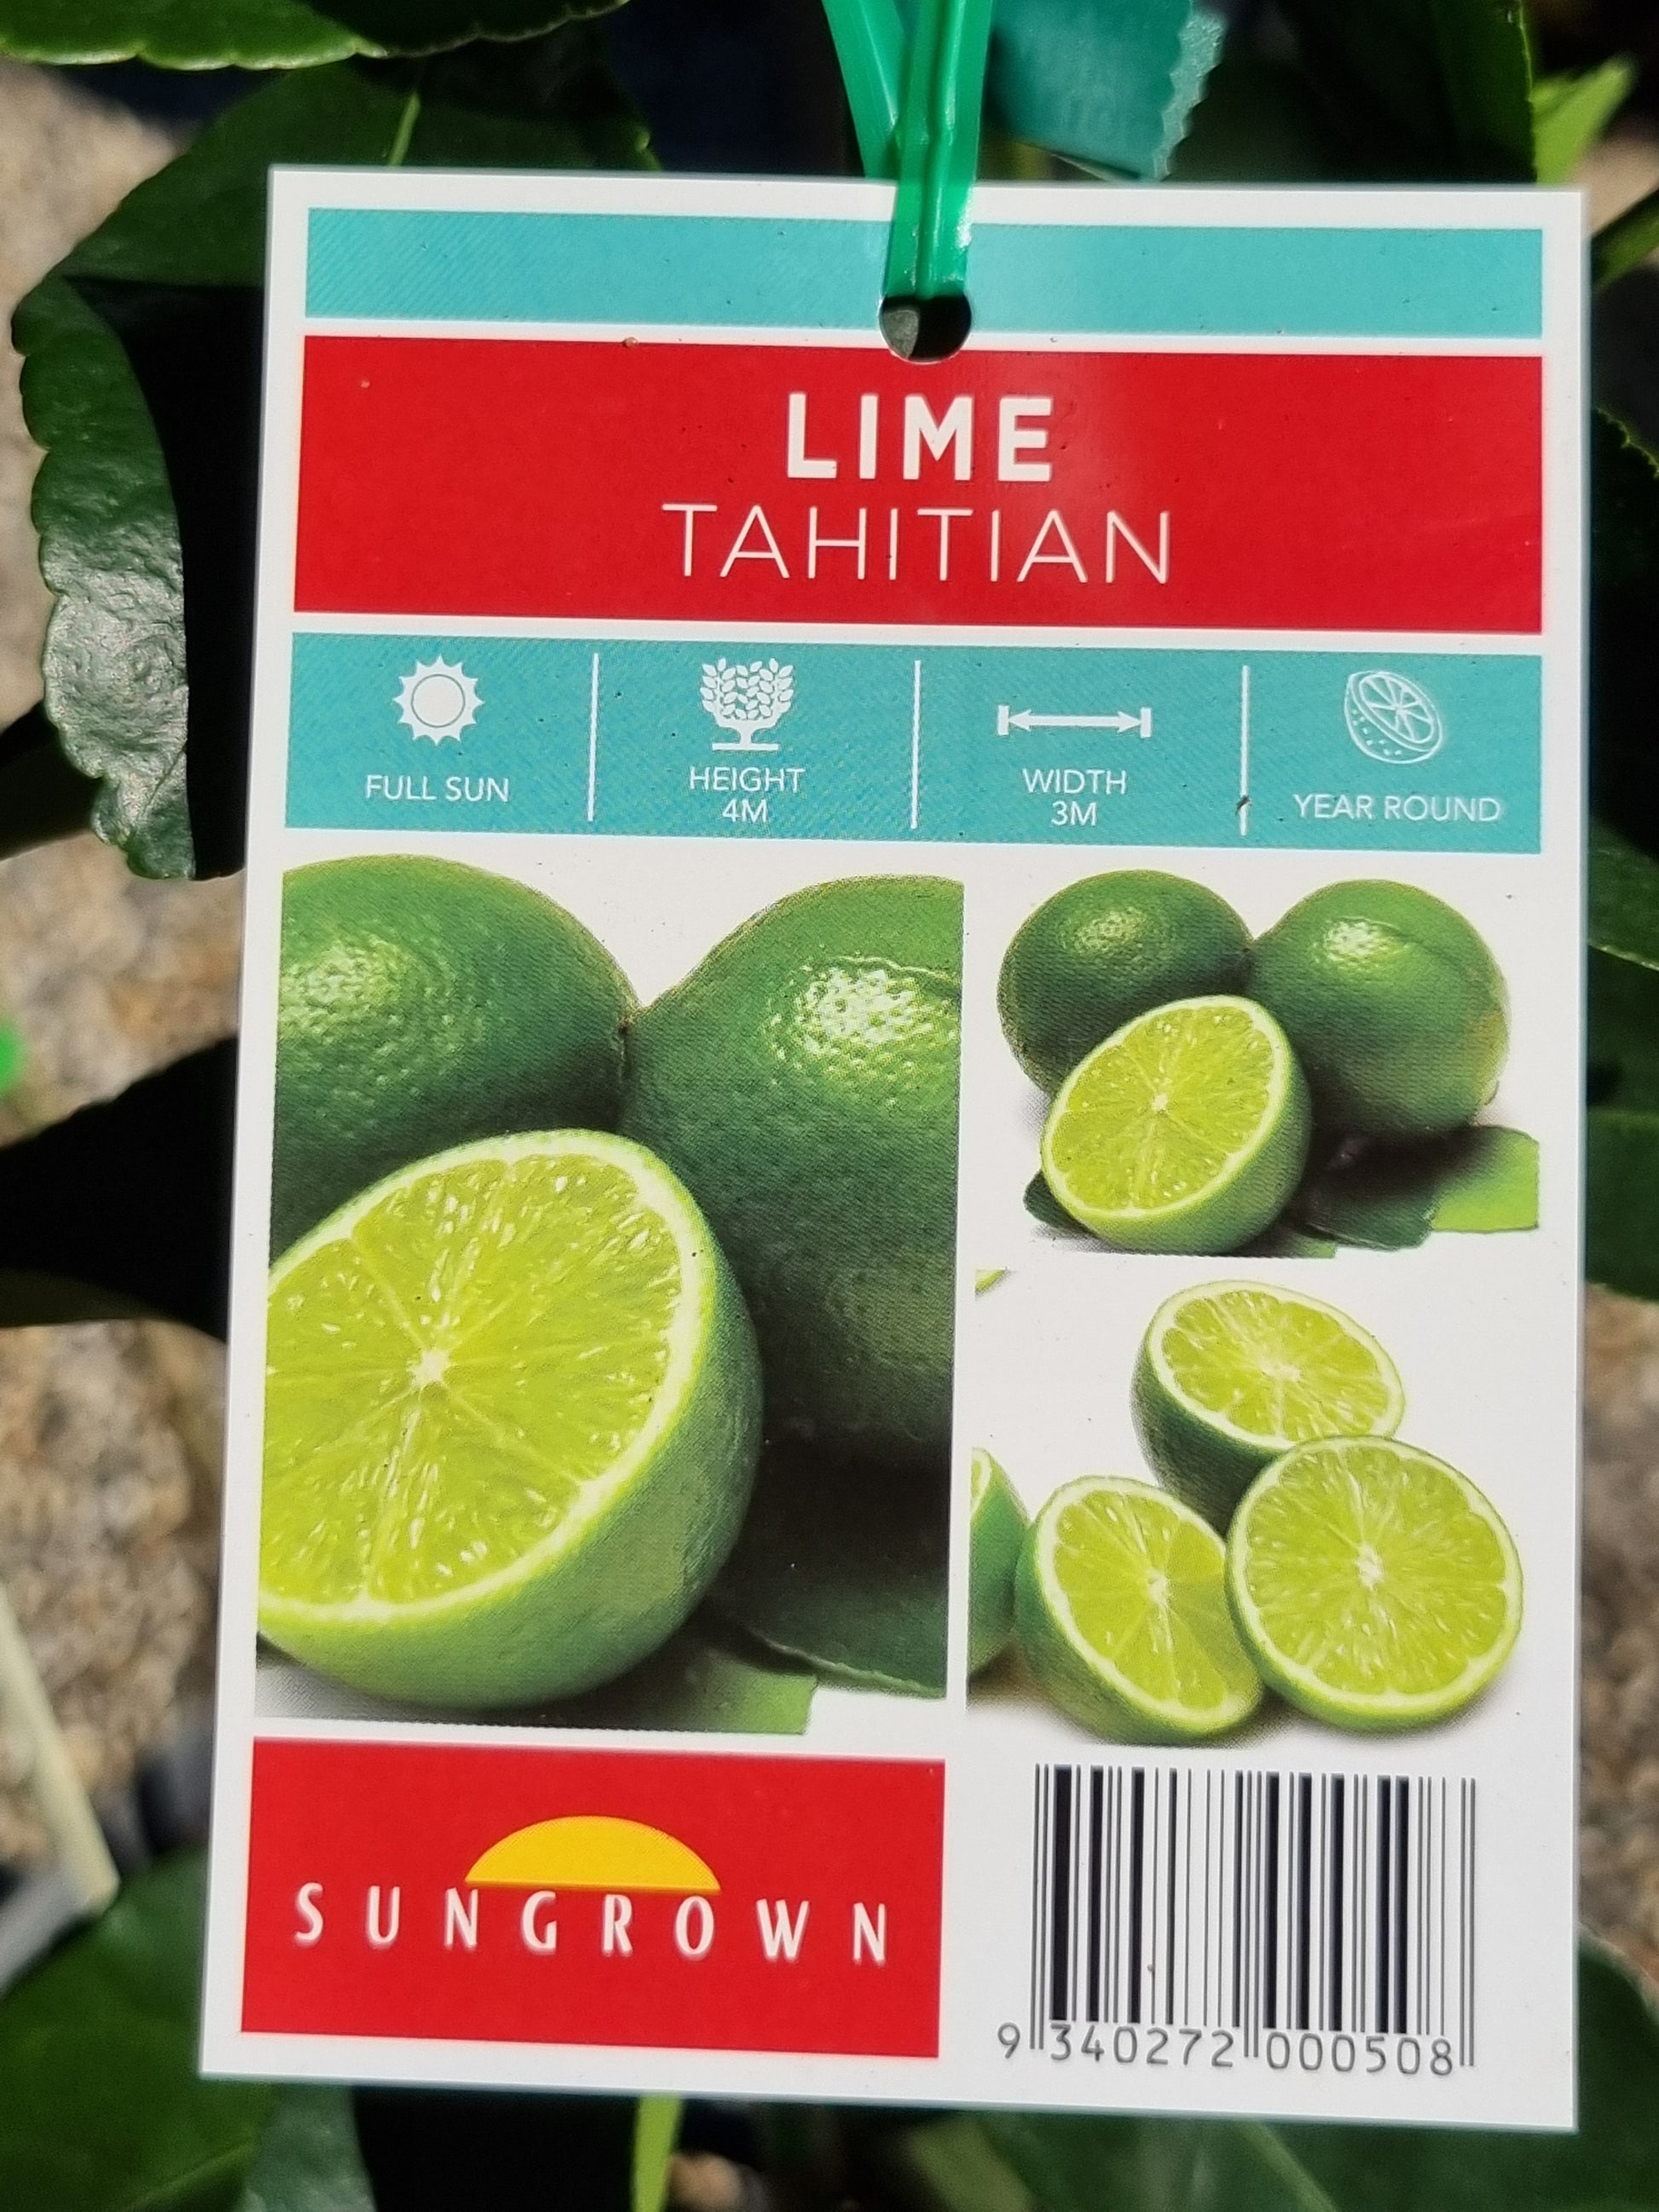 LIME
TAHITIAN
FULL SUN
HEIGHT
4M
WIDTH
3M
YEAR ROUND
SUNGROWN
9 340272 000508